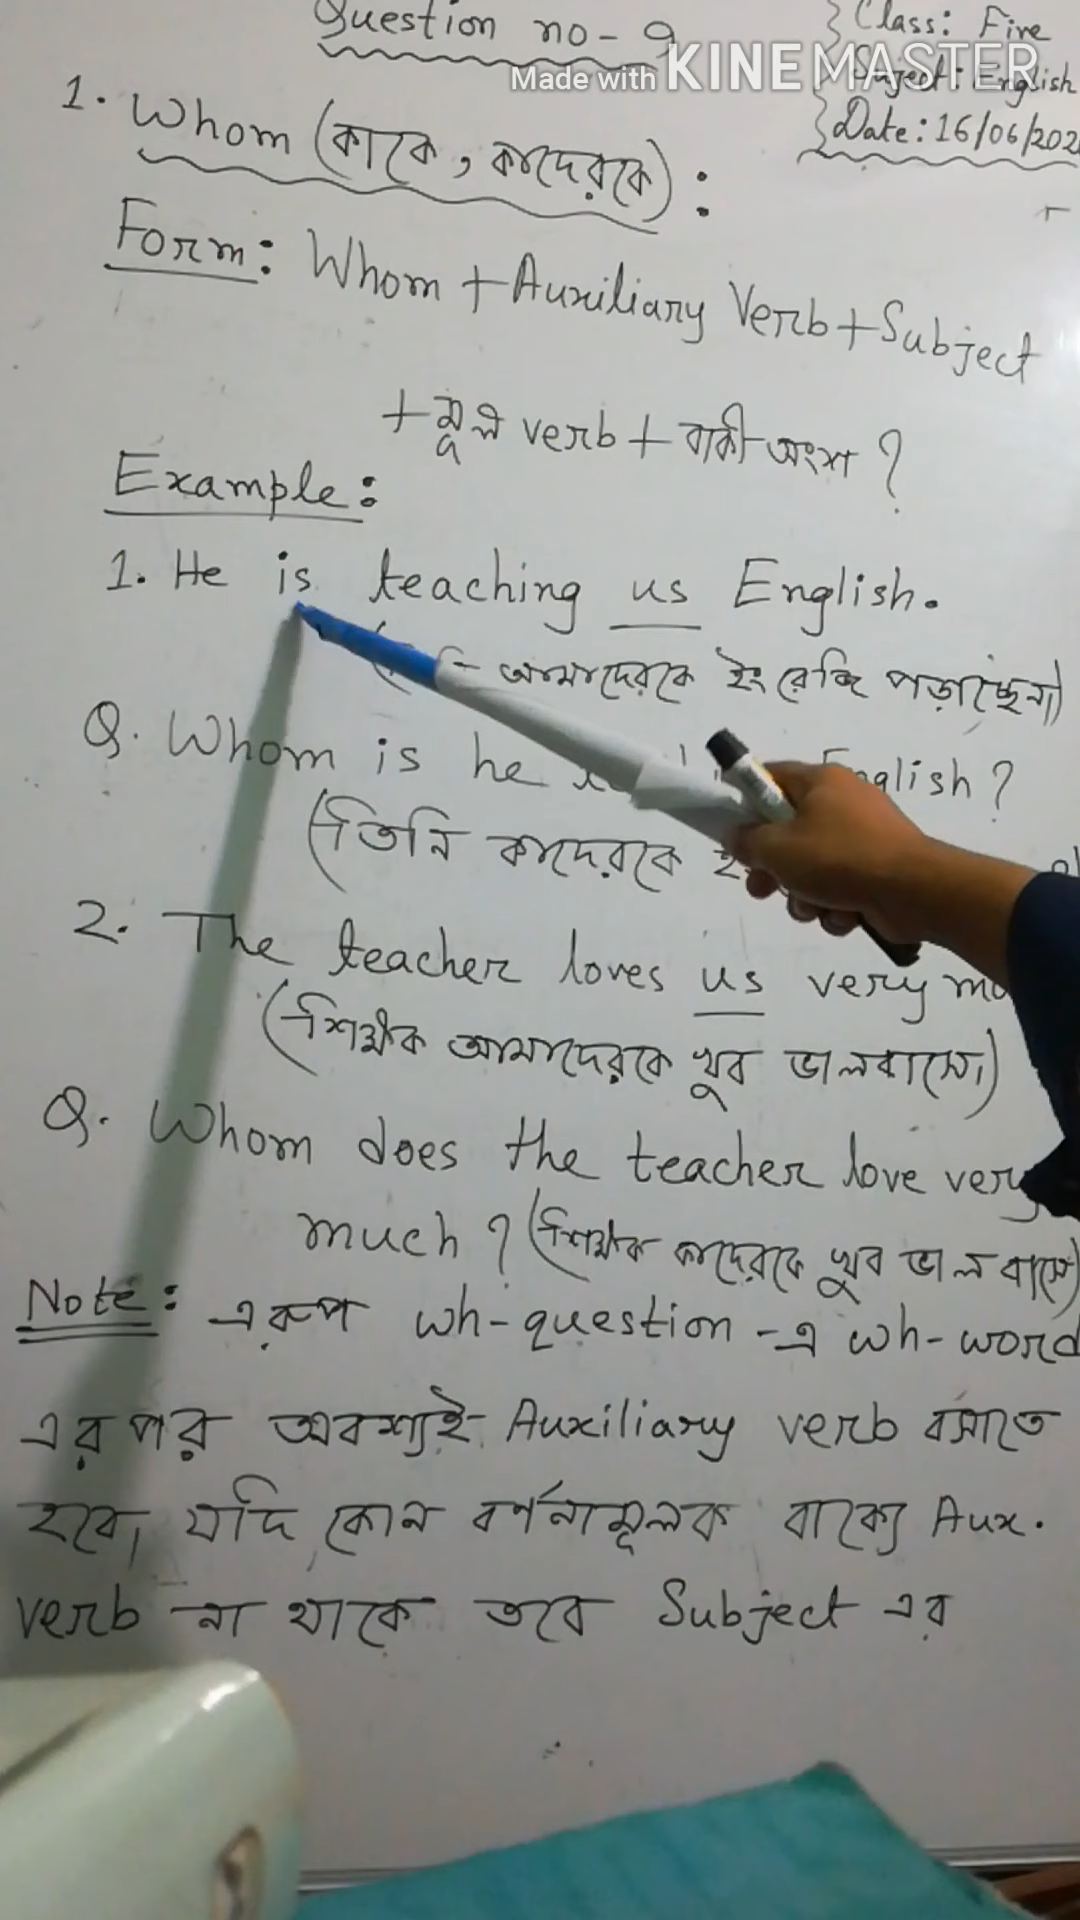 Question no - 9
Class: Five
Made with KINEMASTER
Suject: English
Date: 16/06/202
1. Whom (কাকে, কাদেরকে) :
Form: Whom + Auxiliary Verb + Subject
+ মূল verb + বাকী অংশ ?
Example:
1. He is teaching us English.
আমাদেরকে ইংরেজি পড়াচ্ছেন।)
Q. Whom is he English?
(তিনি কাদেরকে
2. The teacher loves us very
(শিক্ষক আমাদেরকে খুব ভালবাসে।)
Q. Whom does the teacher love very
much ? (শিক্ষক কাদেরকে খুব ভালবাসে)
Note: এরুপ wh-question -এ wh-word
এরপর অবশ্যই Auxiliary verb বসাতে
হবে, যদি কোন বর্ণনামূলক বাক্যে Aux.
verb না থাকে তবে Subject এর